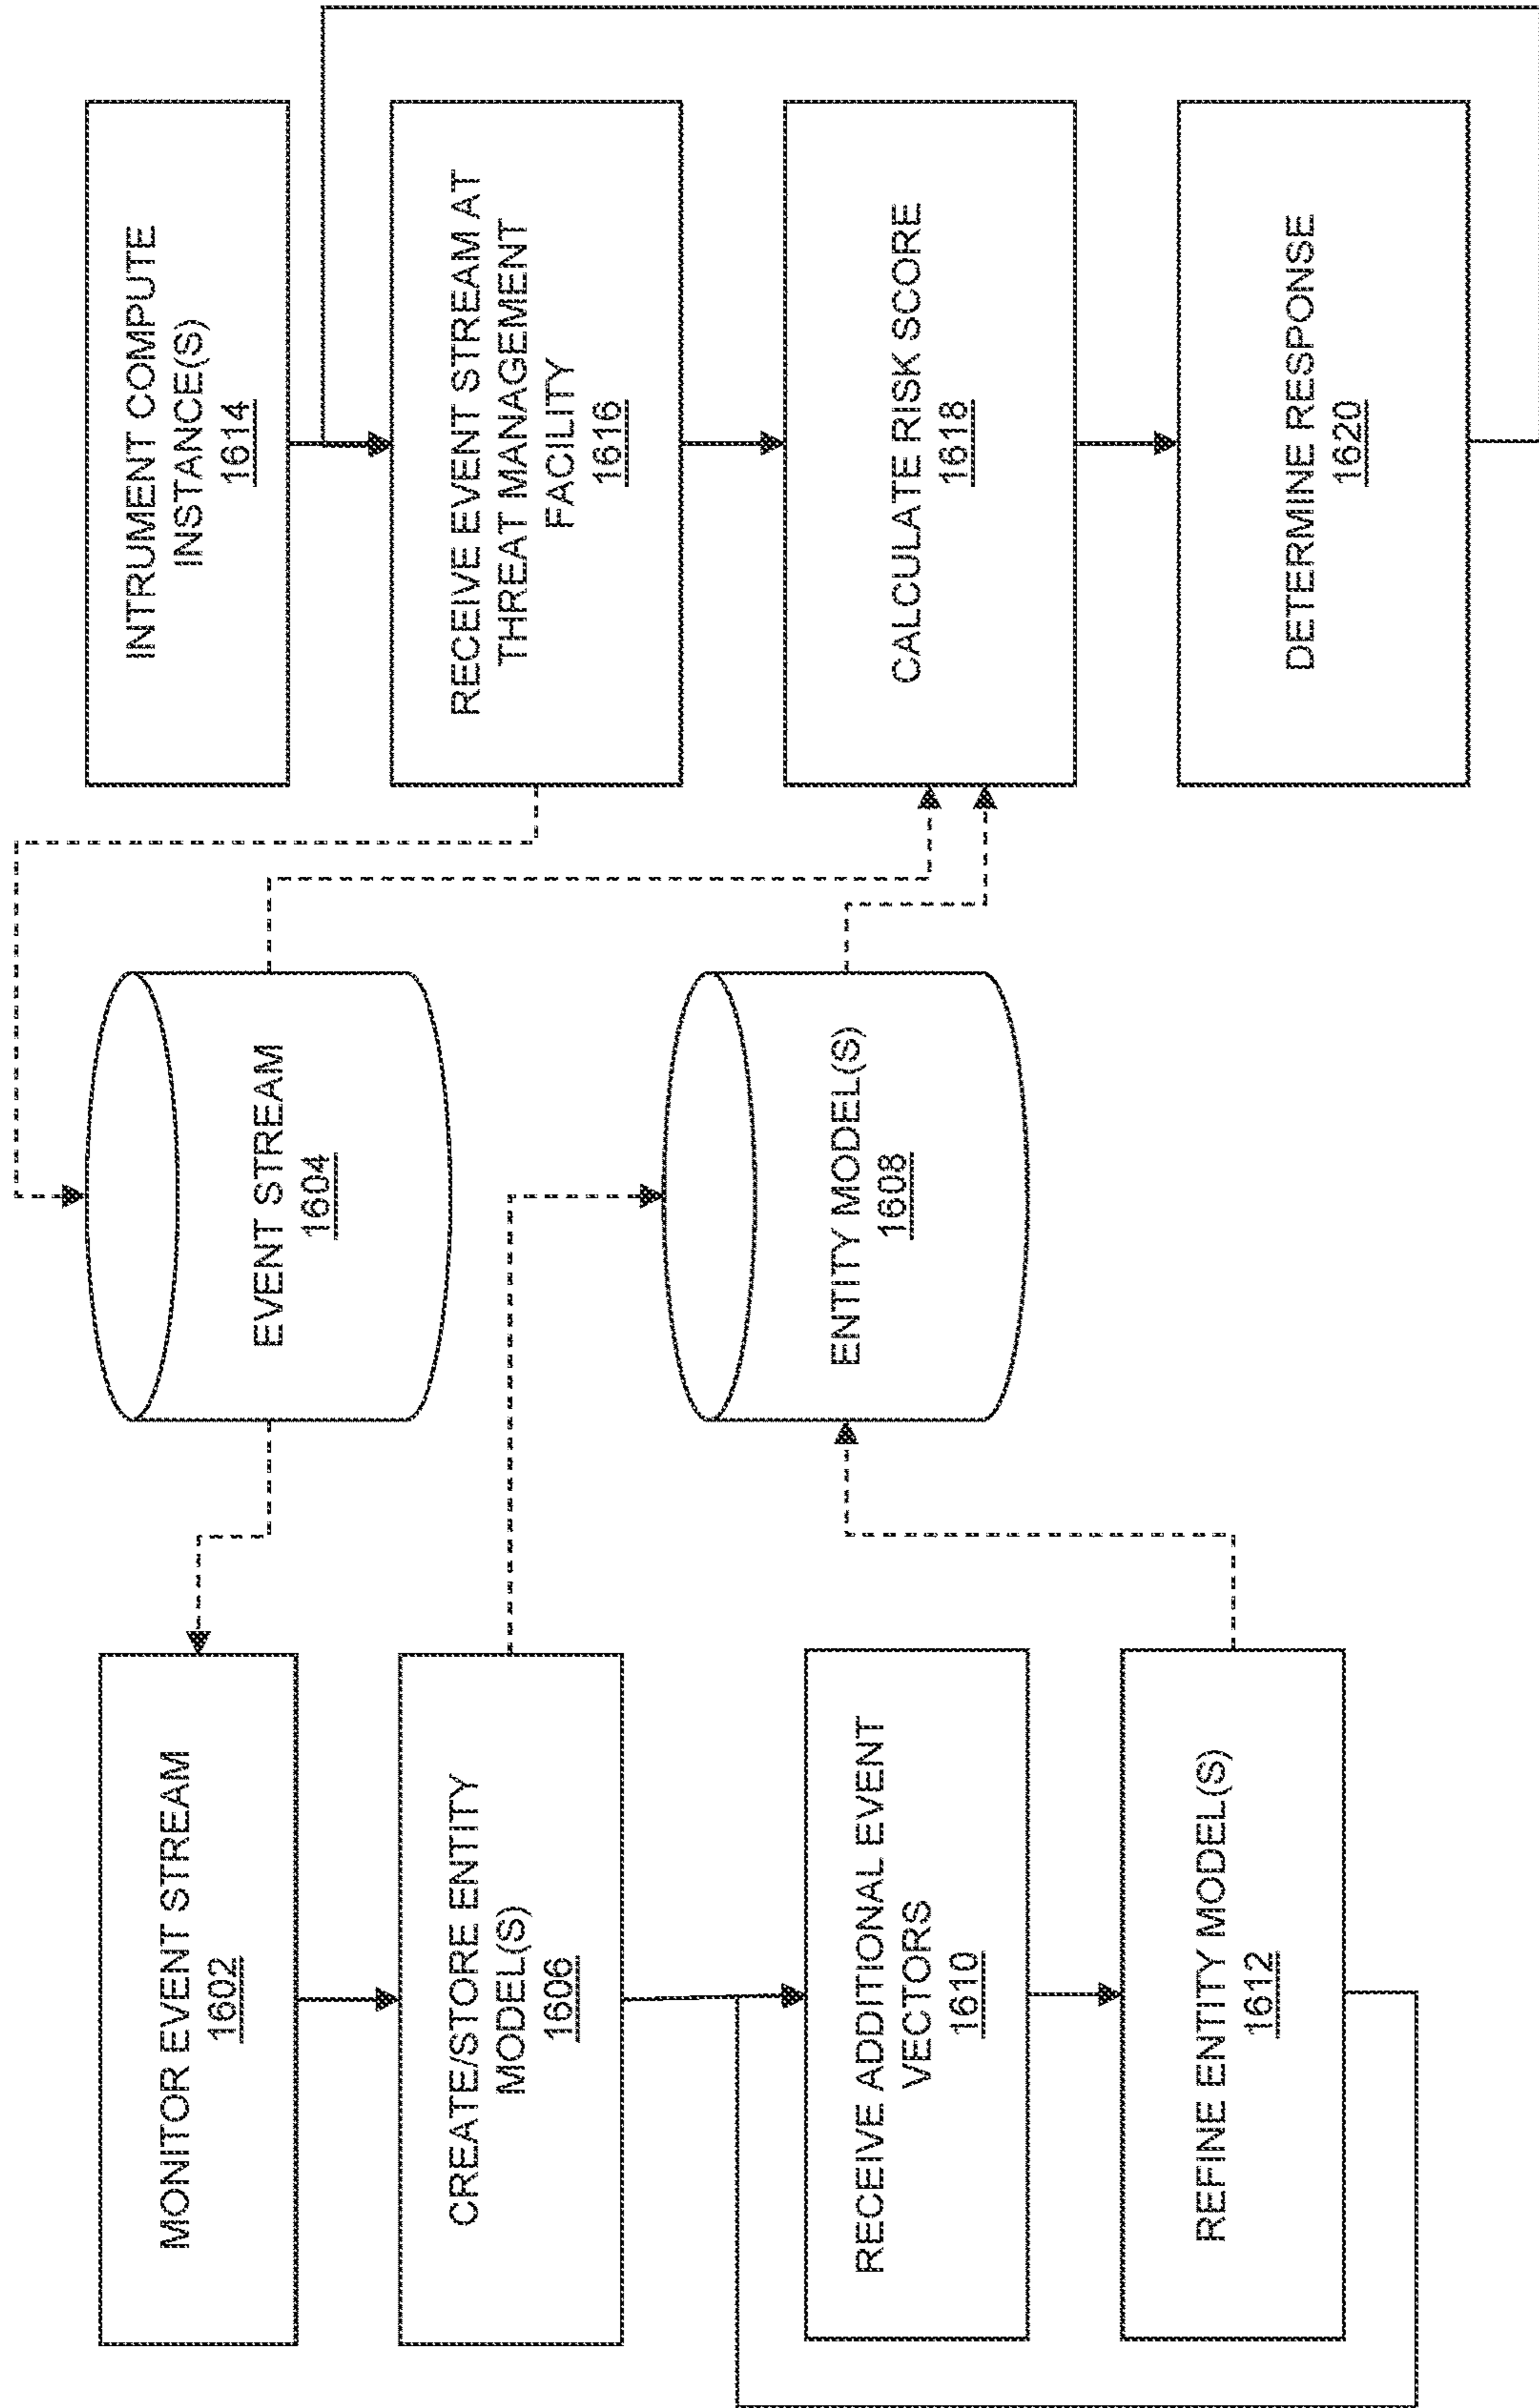 MONITOR EVENT STREAM
1602
CREATE/STORE ENTITY
MODEL(S)
1606
RECEIVE ADDITIONAL EVENT
VECTORS
1610
REFINE ENTITY MODEL(S)
1612
EVENT STREAM
1604
ENTITY MODEL(S)
1608
INTRUMENT COMPUTE
INSTANCE(S)
1614
RECEIVE EVENT STREAM AT
THREAT MANAGEMENT
FACILITY
1616
CALCULATE RISK SCORE
1618
DETERMINE RESPONSE
1620